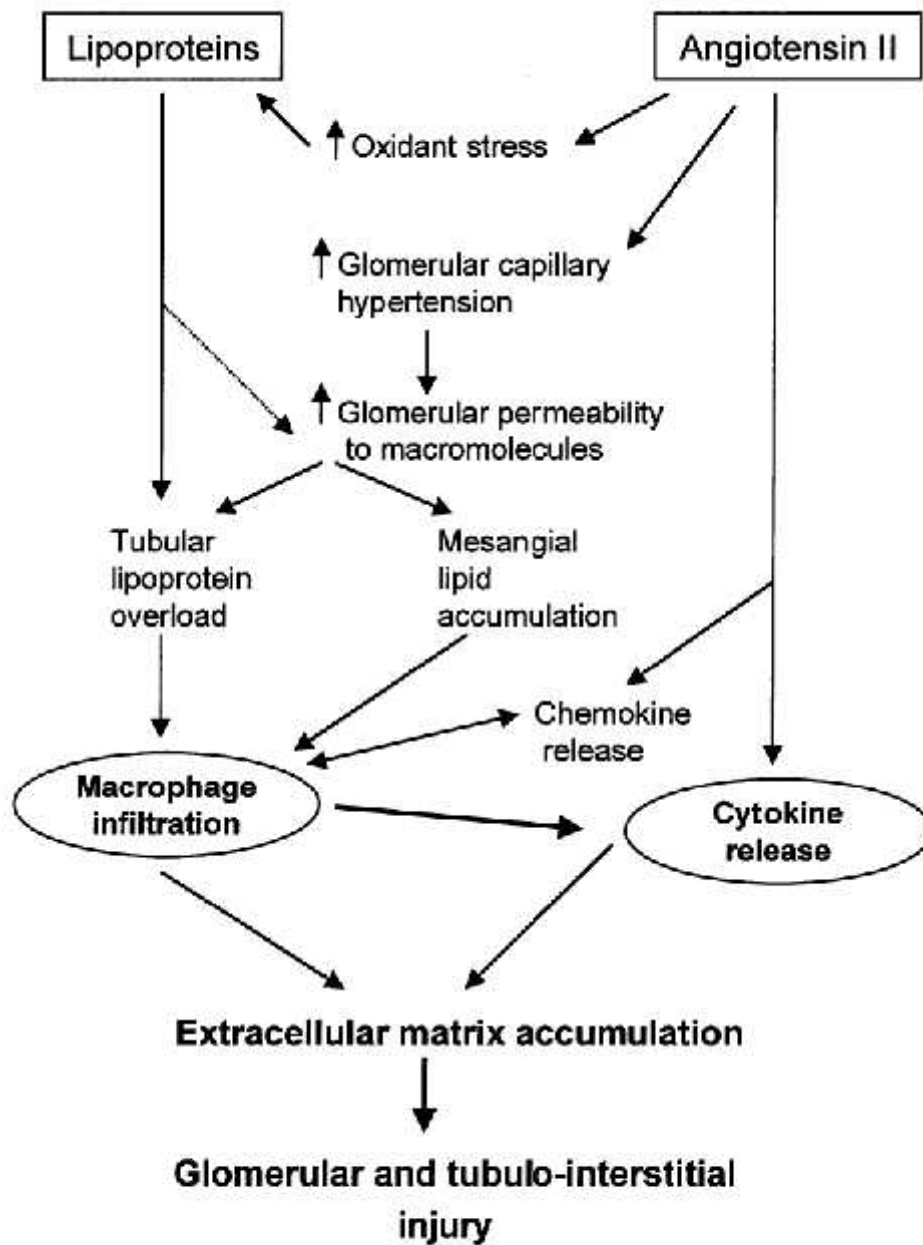 Lipoproteins
Angiotensin II
↑ Oxidant stress
↑ Glomerular capillary
hypertension
↑ Glomerular permeability
to macromolecules
Tubular
lipoprotein
overload
Mesangial
lipid
accumulation
Chemokine
release
Macrophage
infiltration
Cytokine
release
Extracellular matrix accumulation
Glomerular and tubulo-interstitial
injury